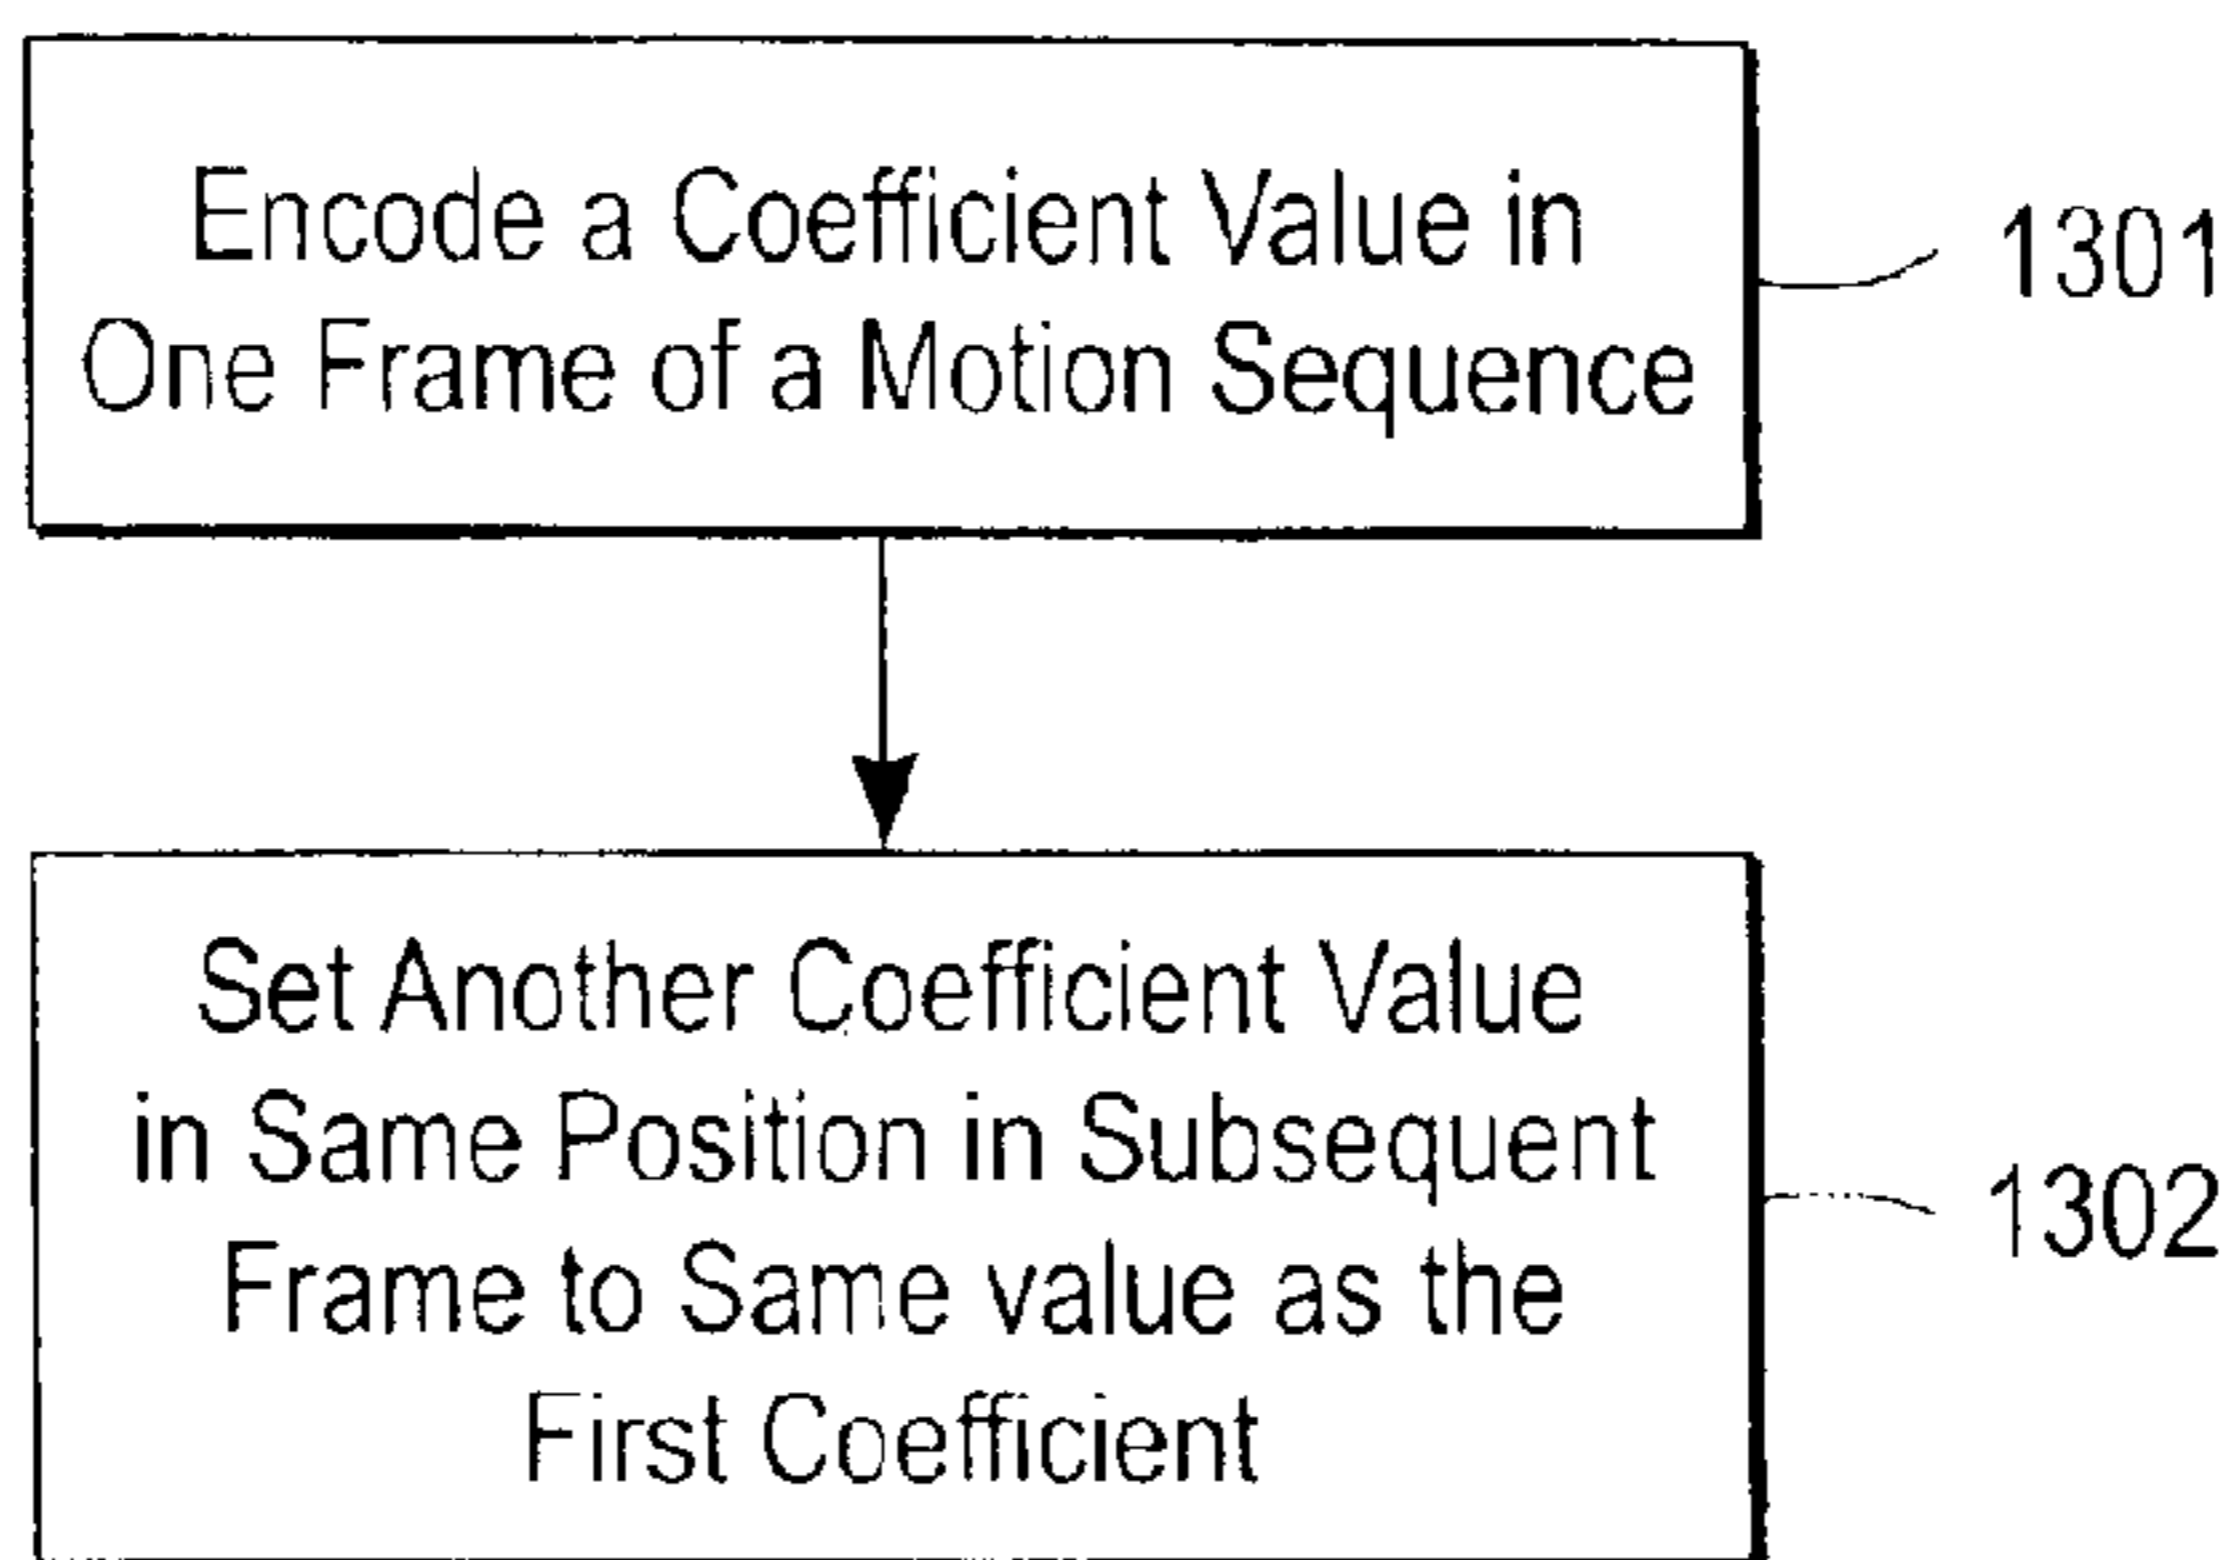 Encode a Coefficient Value in
One Frame of a Motion Sequence
1301
Set Another Coefficient Value
in Same Position in Subsequent
Frame to Same value as the
First Coefficient
1302